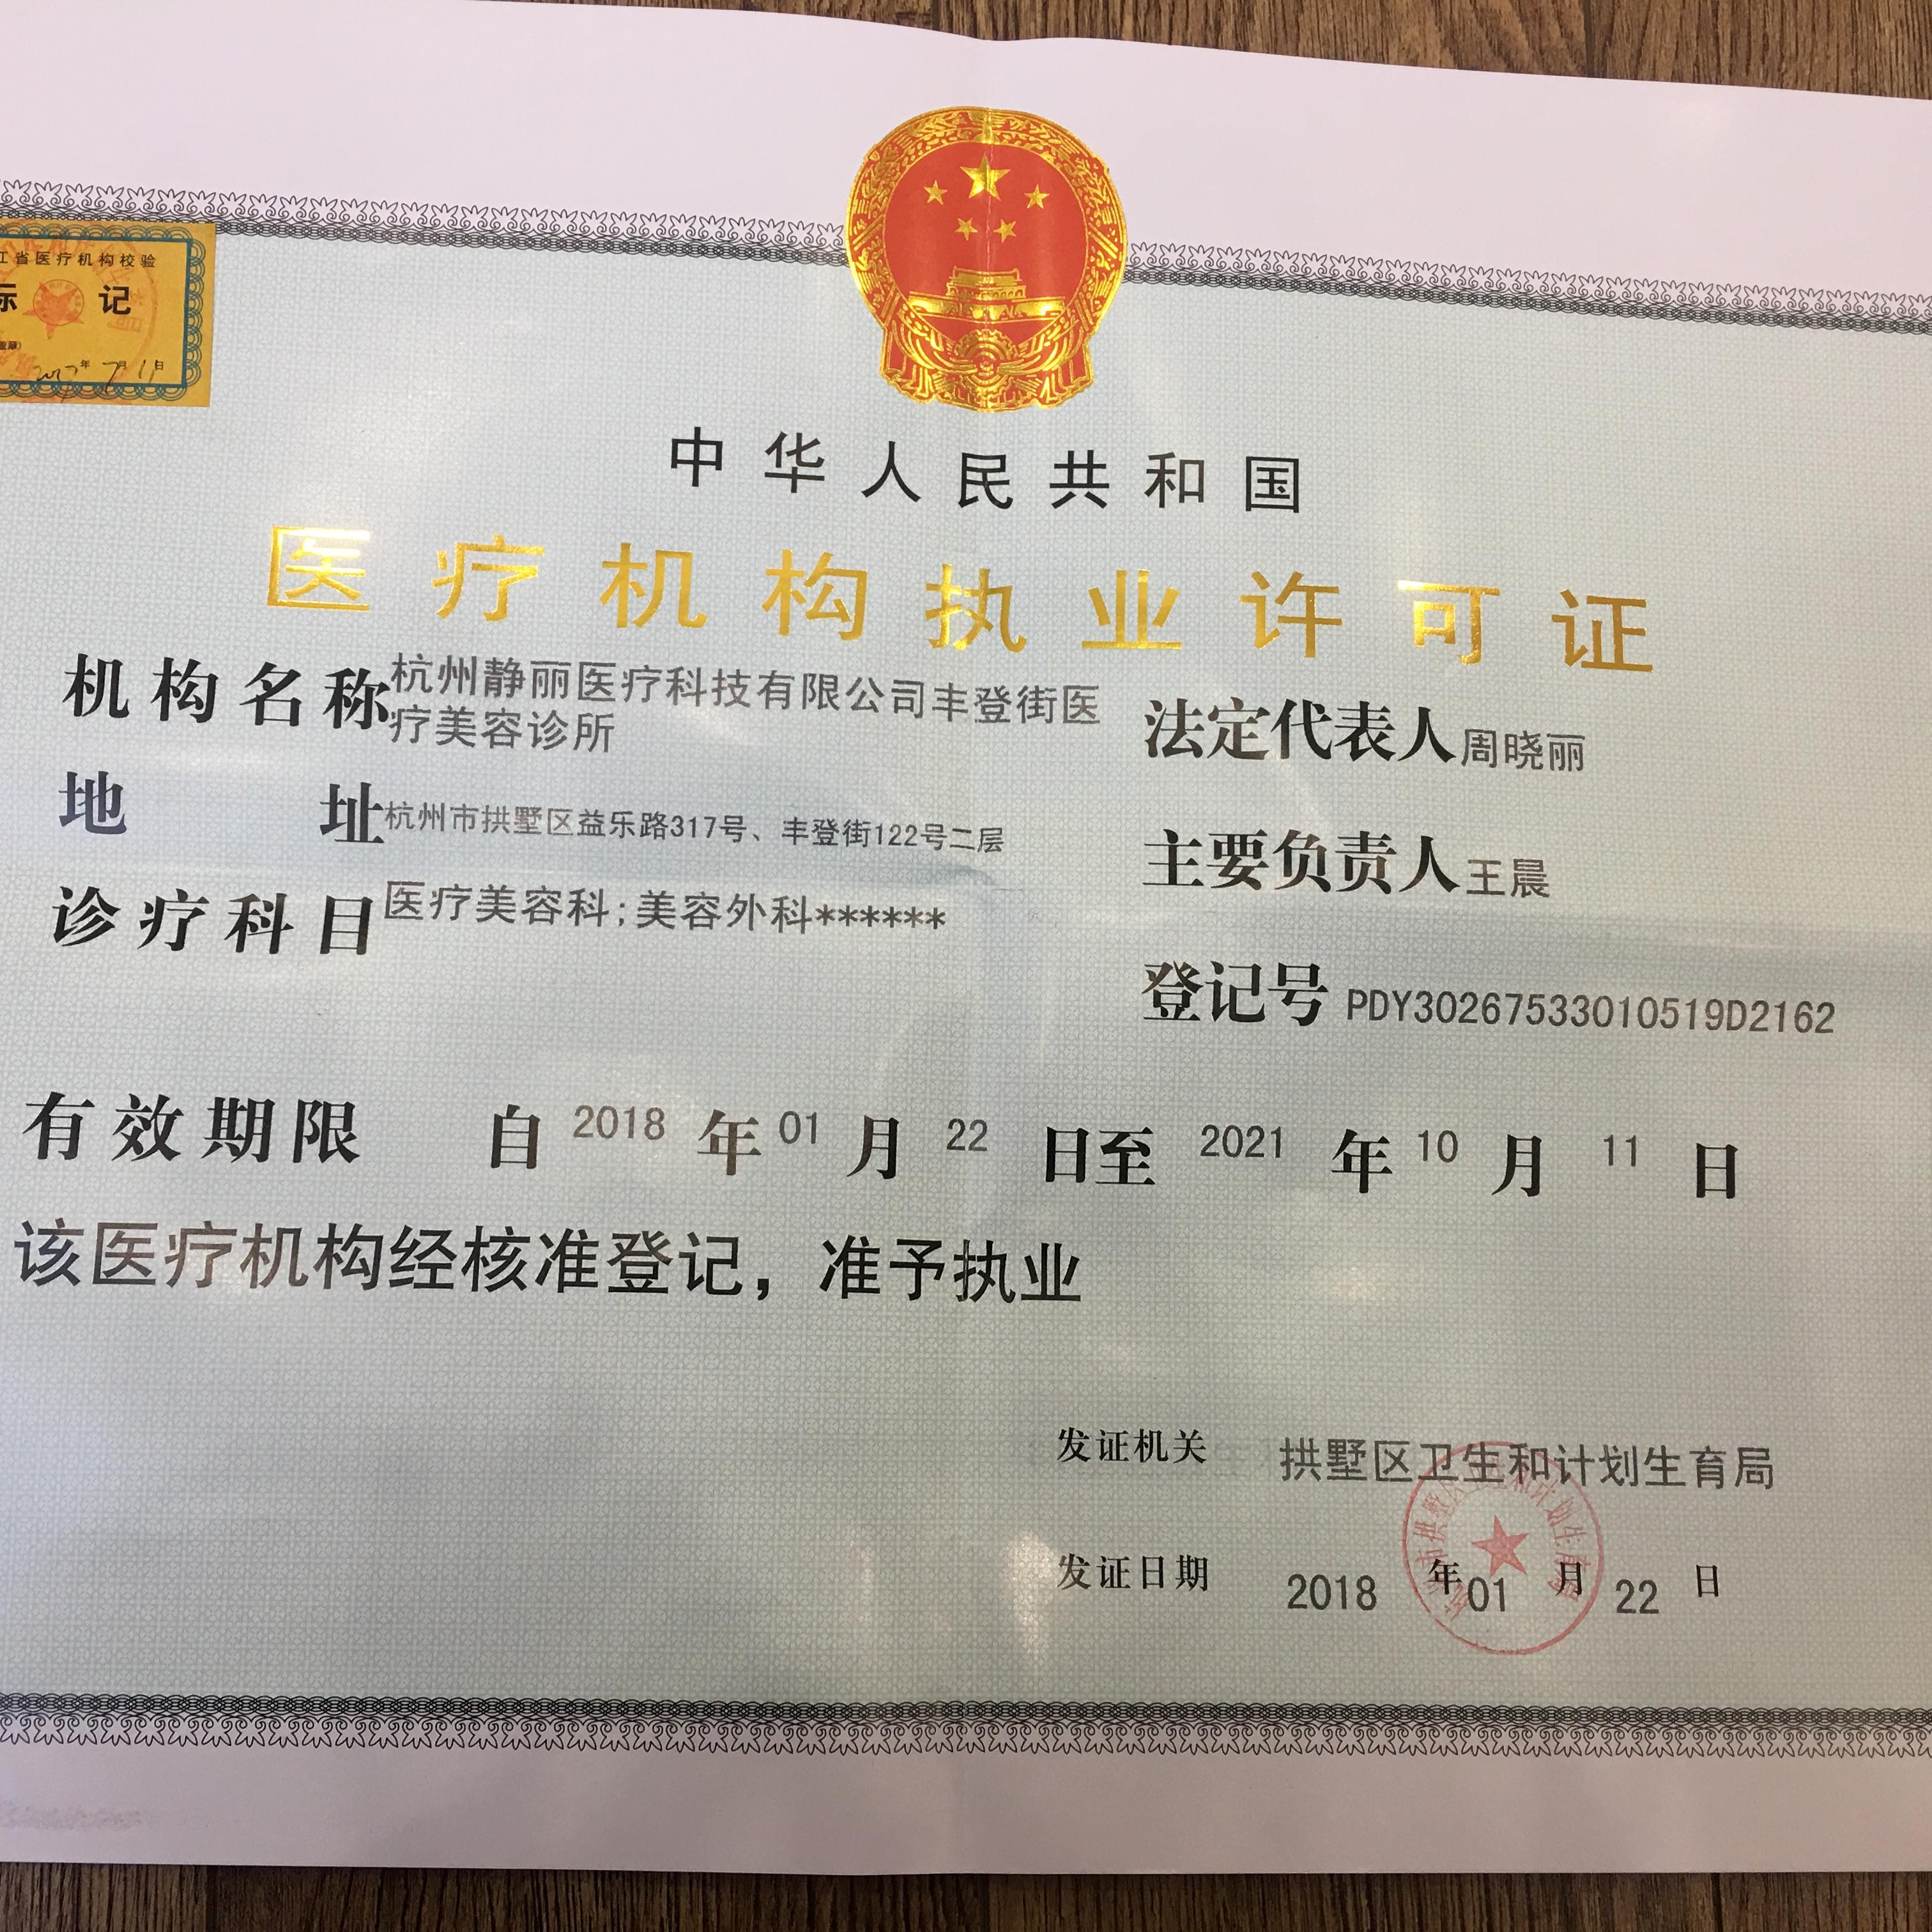 江省医疗机构校验
标 记
年7月11日
中华人民共和国
医疗机构执业许可证
机构名称 杭州静丽医疗科技有限公司丰登街医
疗美容诊所
法定代表人 周晓丽
地 址 杭州市拱墅区益乐路317号、丰登街122号二层
主要负责人 王晨
诊疗科目 医疗美容科;美容外科******
登记号 PDY30267533010519D2162
有效期限 自 2018 年 01 月 22 日至 2021 年 10 月 11 日
该医疗机构经核准登记，准予执业
发证机关 拱墅区卫生和计划生育局
发证日期 2018 年 01 月 22 日